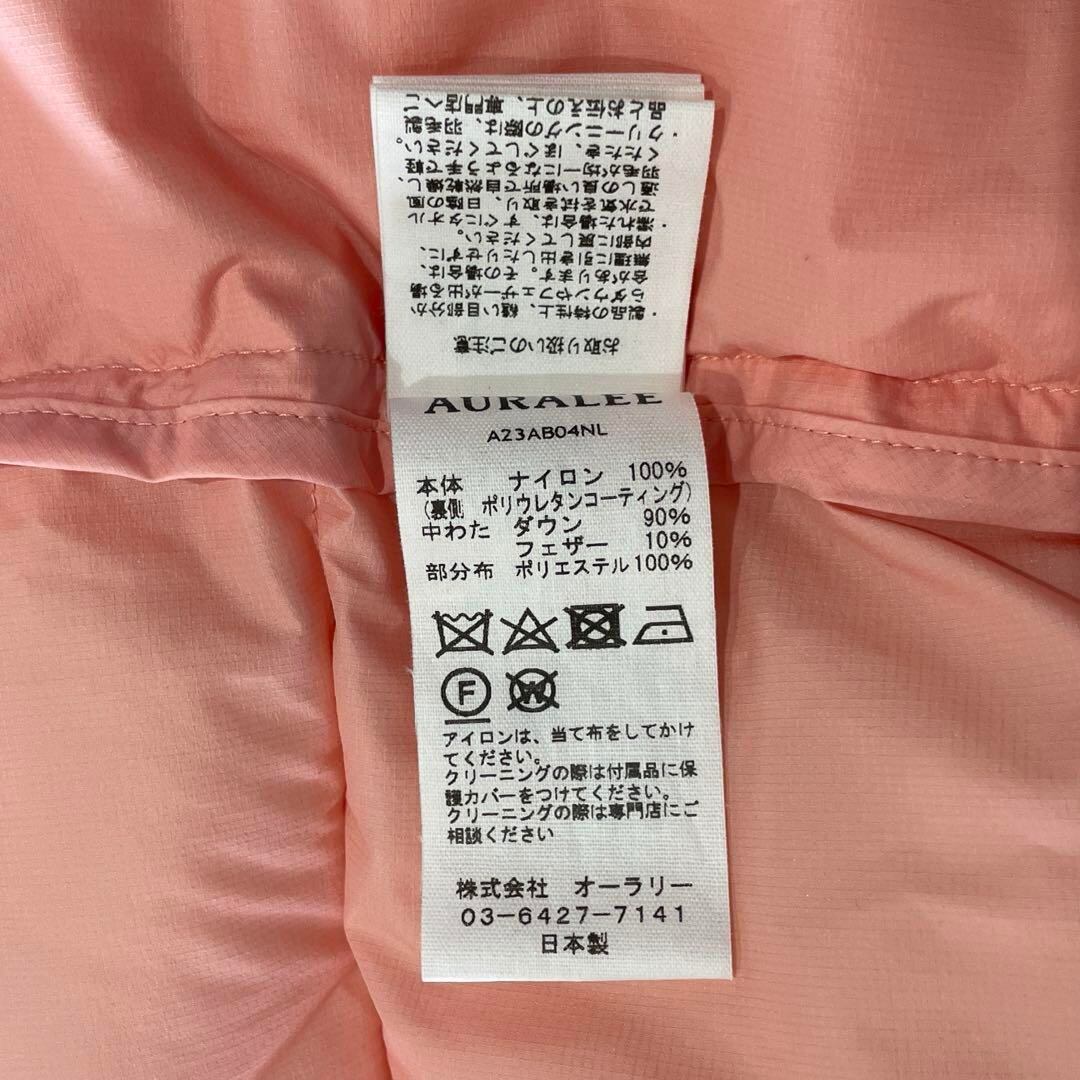 お取り扱いのご注意
・製品の特性上、縫い目部分か
らダウンやフェザーが出る場
合があります。その場合は、
無理に引き出したりせずに、
内部に戻してください。
・濡れた場合は、すぐにタオル
で水気を拭き取り、日陰の風
通しの良い場所で自然乾燥し、
羽毛が均一になるよう手で軽
くたたき、ほぐしてください。
・クリーニングの際は、羽毛製
品とお伝えの上、専門店へご
AURALEE
A23AB04NL
本体 ナイロン 100%
(裏側 ポリウレタンコーティング)
中わた ダウン 90%
フェザー 10%
部分布 ポリエステル 100%
F W
アイロンは、当て布をしてかけ
てください。
クリーニングの際は付属品に保
護カバーをつけてください。
クリーニングの際は専門店にご
相談ください
株式会社 オーラリー
03-6427-7141
日本製